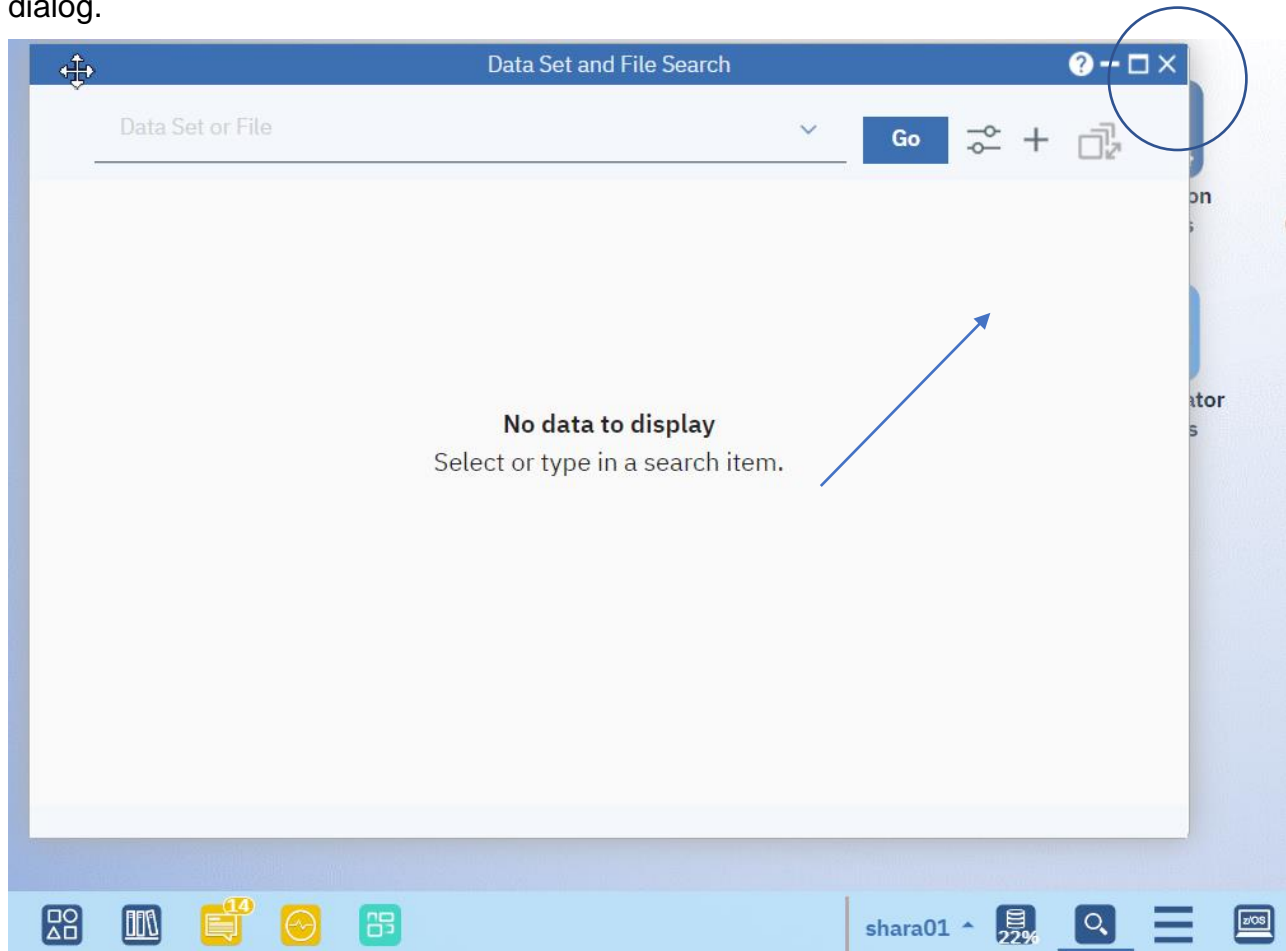 dialog.
Data Set and File Search
?
Data Set or File
Go
on
s
ator
s
No data to display
Select or type in a search item.
14
shara01
22%
z/OS